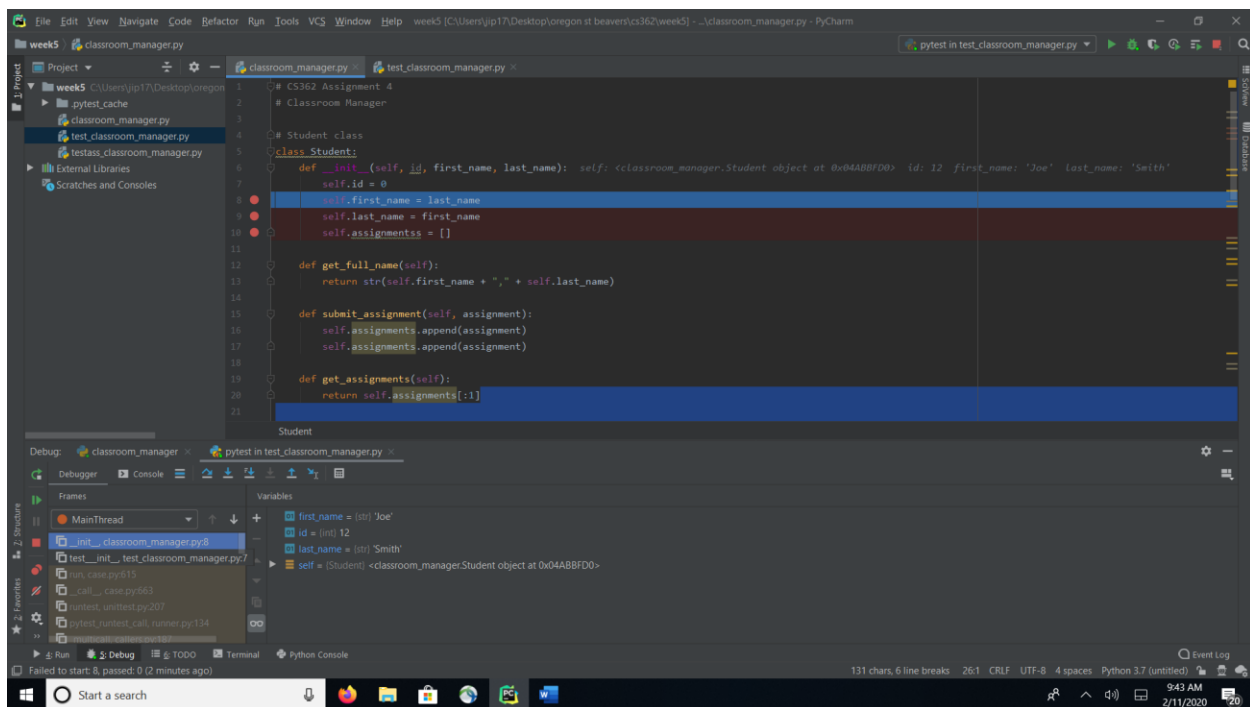 File Edit View Navigate Code Refactor Run Tools VCS Window Help week5 [C:\Users\jip17\Desktop\oregon st beavers\cs362\week5] - ...\classroom_manager.py - PyCharm
week5 classroom_manager.py pytest in test_classroom_manager.py
1: Project
Project
classroom_manager.py test_classroom_manager.py
week5 C:\Users\jip17\Desktop\oregon
.pytest_cache
classroom_manager.py
test_classroom_manager.py
testass_classroom_manager.py
External Libraries
Scratches and Consoles
1 # CS362 Assignment 4
2 # Classroom Manager
3
4 # Student class
5 class Student:
6 def __init__(self, id, first_name, last_name): self: <classroom_manager.Student object at 0x04ABBFD0> id: 12 first_name: 'Joe' last_name: 'Smith'
7 self.id = 0
8 self.first_name = last_name
9 self.last_name = first_name
10 self.assignmentss = []
11
12 def get_full_name(self):
13 return str(self.first_name + "," + self.last_name)
14
15 def submit_assignment(self, assignment):
16 self.assignments.append(assignment)
17 self.assignments.append(assignment)
18
19 def get_assignments(self):
20 return self.assignments[:1]
21
Student
SciView
Database
Debug: classroom_manager pytest in test_classroom_manager.py
Debugger Console
Frames
Variables
MainThread
__init__, classroom_manager.py:8
test__init__, test_classroom_manager.py:7
run, case.py:615
__call__, case.py:663
runtest, unittest.py:207
pytest_runtest_call, runner.py:134
_multicall, callers.py:187
first_name = {str} 'Joe'
id = {int} 12
last_name = {str} 'Smith'
self = {Student} <classroom_manager.Student object at 0x04ABBFD0>
Z: Structure
2: Favorites
4: Run 5: Debug 6: TODO Terminal Python Console Event Log
Failed to start: 8, passed: 0 (2 minutes ago) 131 chars, 6 line breaks 26:1 CRLF UTF-8 4 spaces Python 3.7 (untitled)
Start a search
9:43 AM
2/11/2020
20